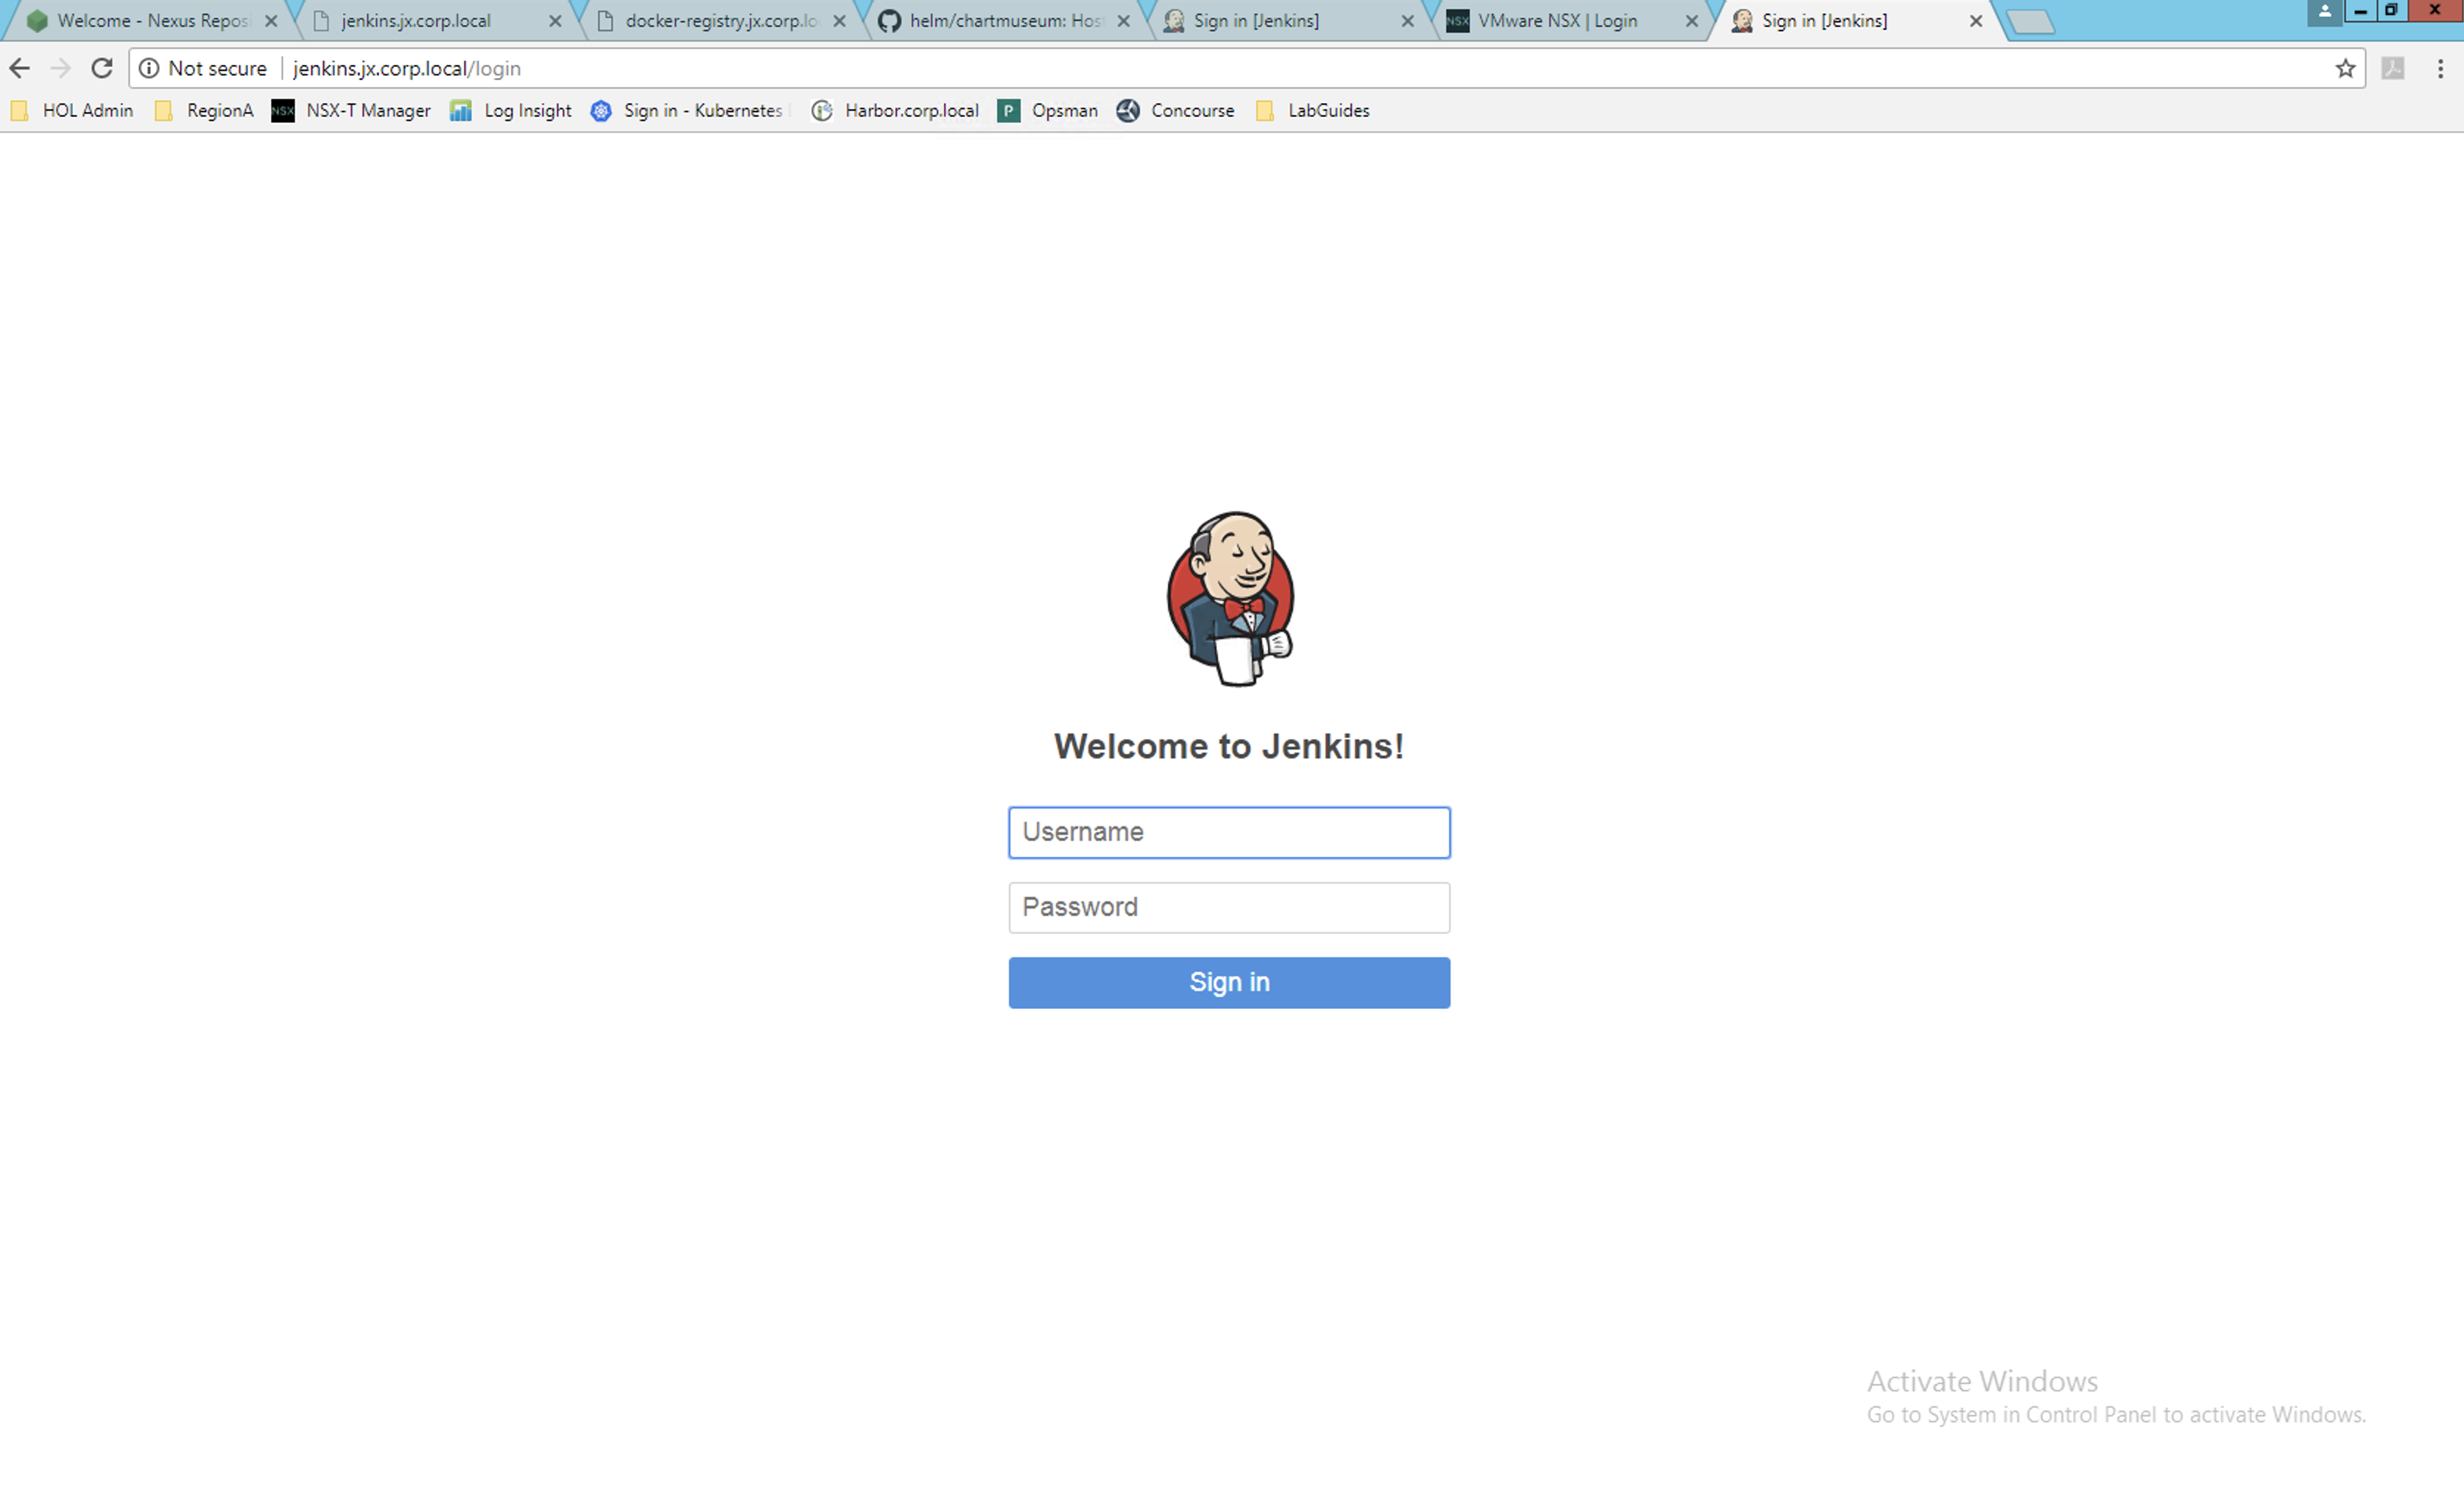 Welcome - Nexus Repos
jenkins.jx.corp.local
docker-registry.jx.corp.lo
helm/chartmuseum: Hos
Sign in [Jenkins]
VMware NSX | Login
Sign in [Jenkins]
Not secure | jenkins.jx.corp.local/login
HOL Admin RegionA NSX NSX-T Manager Log Insight Sign in - Kubernetes Harbor.corp.local P Opsman Concourse LabGuides
Welcome to Jenkins!
Username
Password
Sign in
Activate Windows
Go to System in Control Panel to activate Windows.